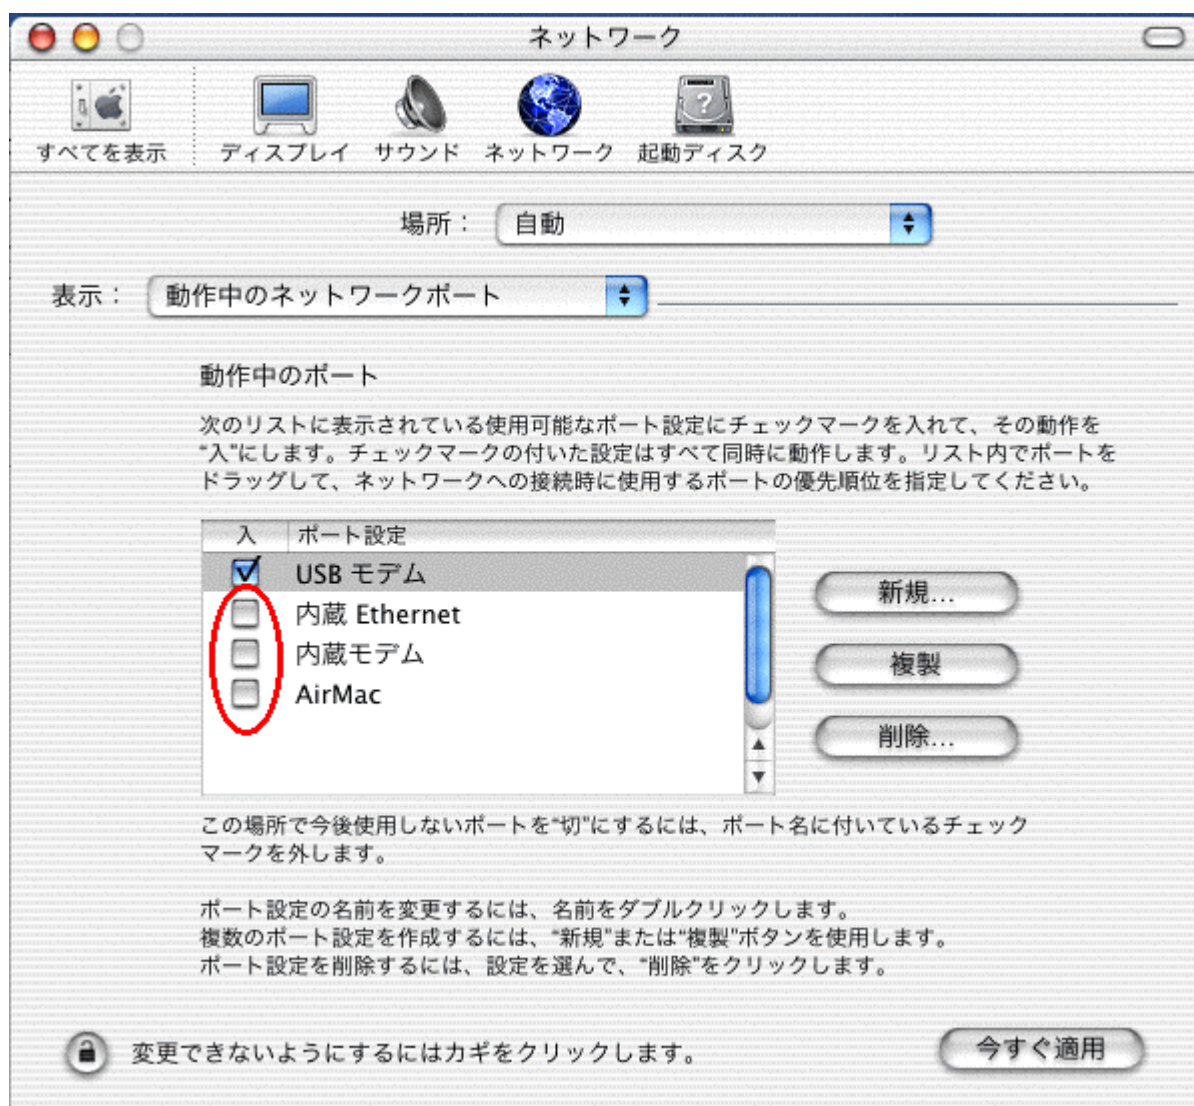 ネットワーク
すべてを表示 ディスプレイ サウンド ネットワーク 起動ディスク
場所： 自動
表示： 動作中のネットワークポート
動作中のポート
次のリストに表示されている使用可能なポート設定にチェックマークを入れて、その動作を
“入”にします。チェックマークの付いた設定はすべて同時に動作します。リスト内でポートを
ドラッグして、ネットワークへの接続時に使用するポートの優先順位を指定してください。
入 ポート設定
USB モデム
内蔵 Ethernet
内蔵モデム
AirMac
新規...
複製
削除...
この場所で今後使用しないポートを“切”にするには、ポート名に付いているチェック
マークを外します。
ポート設定の名前を変更するには、名前をダブルクリックします。
複数のポート設定を作成するには、“新規”または“複製”ボタンを使用します。
ポート設定を削除するには、設定を選んで、“削除”をクリックします。
変更できないようにするにはカギをクリックします。
今すぐ適用